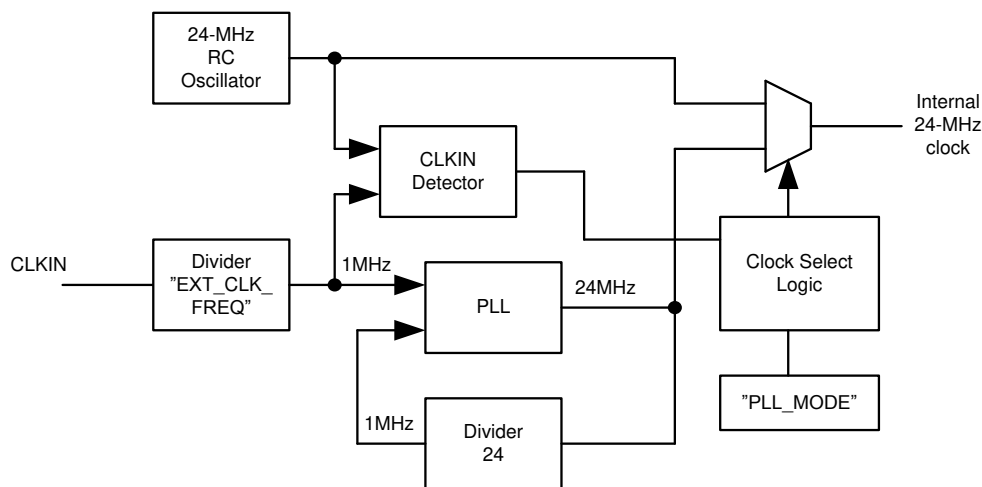 24-MHz
RC
Oscillator
Internal
24-MHz
clock
CLKIN
Detector
CLKIN
Divider
”EXT_CLK_
FREQ”
1MHz
PLL
24MHz
Clock Select
Logic
”PLL_MODE”
1MHz
Divider
24